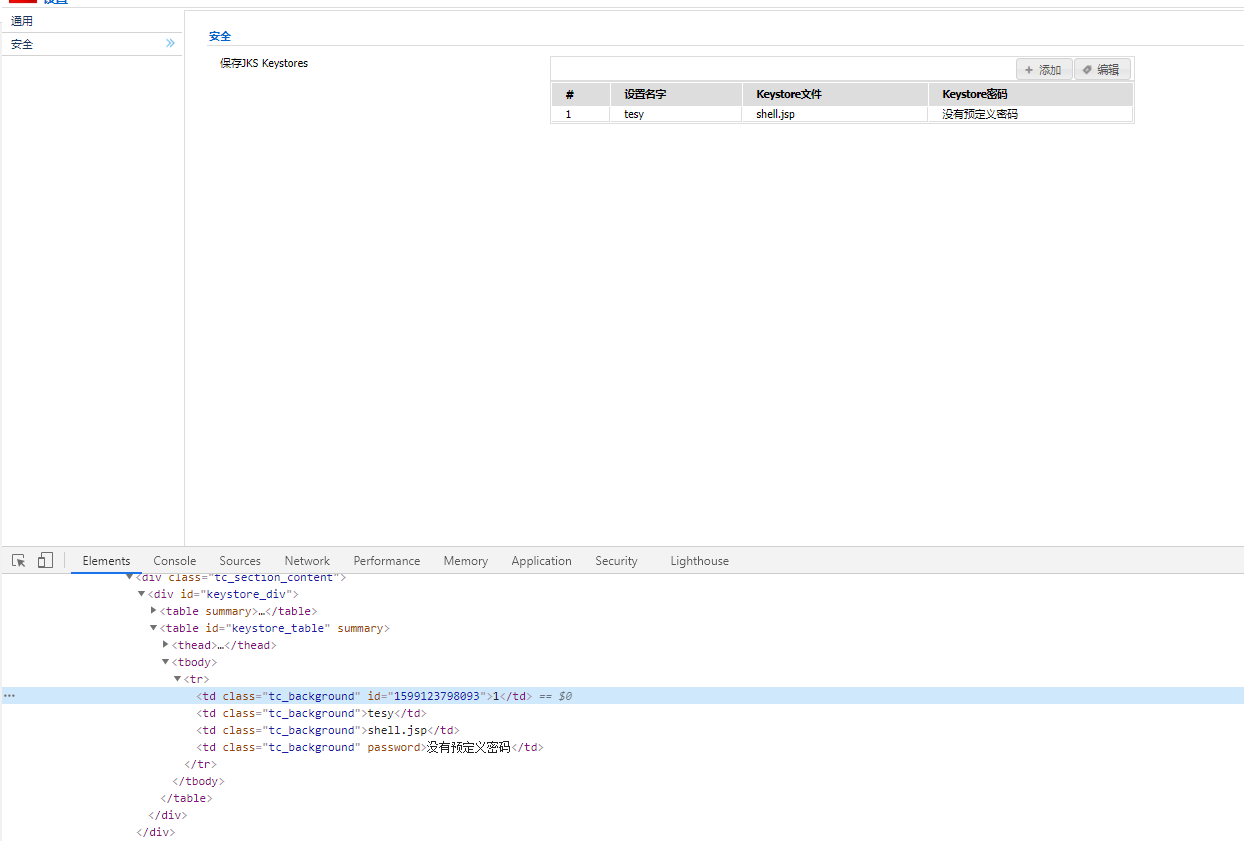 设置
通用
安全
安全
保存JKS Keystores
添加 编辑
# 设置名字 Keystore文件 Keystore密码
1 tesy shell.jsp 没有预定义密码
Elements Console Sources Network Performance Memory Application Security Lighthouse
▼<div class="tc_section_content">
▼<div id="keystore_div">
▶<table summary>…</table>
▼<table id="keystore_table" summary>
▶<thead>…</thead>
▼<tbody>
▼<tr>
<td class="tc_background" id="1599123798093">1</td> == $0
<td class="tc_background">tesy</td>
<td class="tc_background">shell.jsp</td>
<td class="tc_background" password>没有预定义密码</td>
</tr>
</tbody>
</table>
</div>
</div>